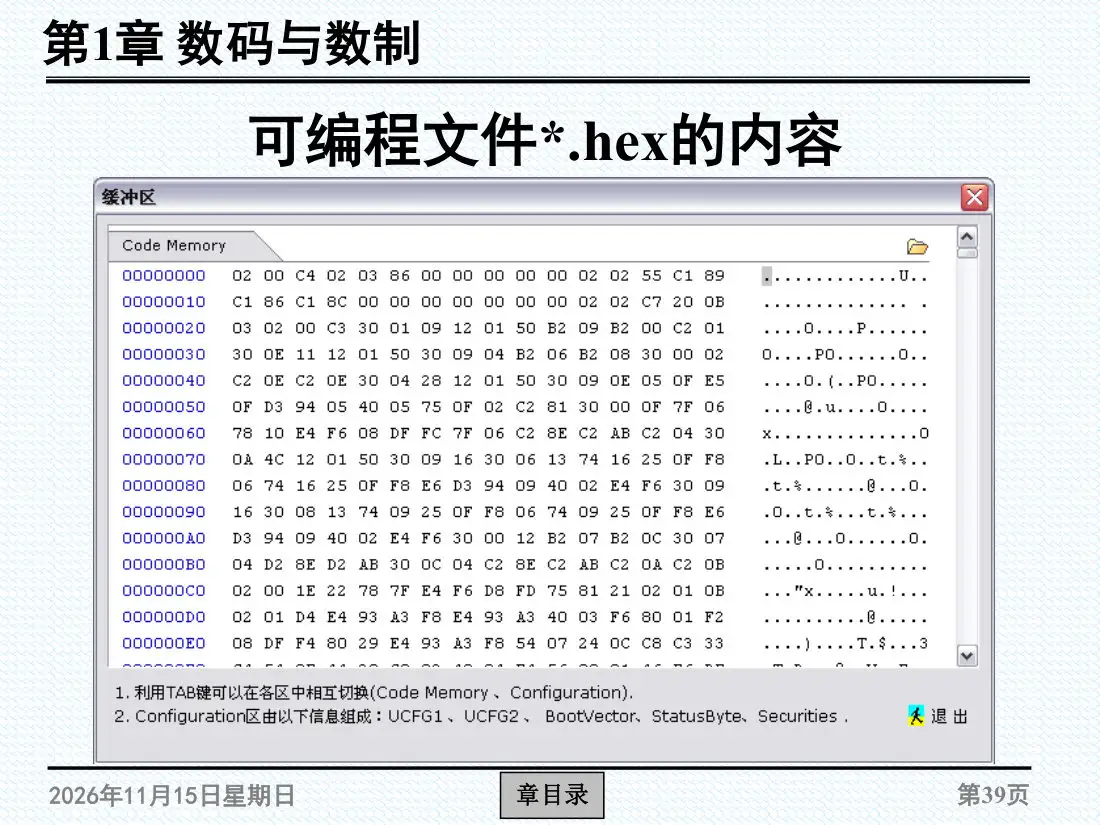 第1章 数码与数制
可编程文件*.hex的内容
缓冲区
Code Memory
00000000 02 00 C4 02 03 86 00 00 00 00 00 02 02 55 C1 89 .............U..
00000010 C1 86 C1 8C 00 00 00 00 00 00 00 02 02 C7 20 0B .............. .
00000020 03 02 00 C3 30 01 09 12 01 50 B2 09 B2 00 C2 01 ....0....P......
00000030 30 0E 11 12 01 50 30 09 04 B2 06 B2 08 30 00 02 0....P0......0..
00000040 C2 0E C2 0E 30 04 28 12 01 50 30 09 0E 05 0F E5 ....0.(..P0.....
00000050 0F D3 94 05 40 05 75 0F 02 C2 81 30 00 0F 7F 06 ....@.u....0....
00000060 78 10 E4 F6 08 DF FC 7F 06 C2 8E C2 AB C2 04 30 x..............0
00000070 0A 4C 12 01 50 30 09 16 30 06 13 74 16 25 0F F8 .L..P0..0..t.%..
00000080 06 74 16 25 0F F8 E6 D3 94 09 40 02 E4 F6 30 09 .t.%......@...0.
00000090 16 30 08 13 74 09 25 0F F8 06 74 09 25 0F F8 E6 .0..t.%...t.%...
000000A0 D3 94 09 40 02 E4 F6 30 00 12 B2 07 B2 0C 30 07 ...@...0......0.
000000B0 04 D2 8E D2 AB 30 0C 04 C2 8E C2 AB C2 0A C2 0B .....0..........
000000C0 02 00 1E 22 78 7F E4 F6 D8 FD 75 81 21 02 01 0B ..."x.....u.!...
000000D0 02 01 D4 E4 93 A3 F8 E4 93 A3 40 03 F6 80 01 F2 ..........@.....
000000E0 08 DF F4 80 29 E4 93 A3 F8 54 07 24 0C C8 C3 33 ....)....T.$...3
1. 利用TAB键可以在各区中相互切换(Code Memory 、Configuration).
2. Configuration区由以下信息组成：UCFG1 、UCFG2 、 BootVector、StatusByte、Securities .
退 出
2026年11月15日星期日
章目录
第39页